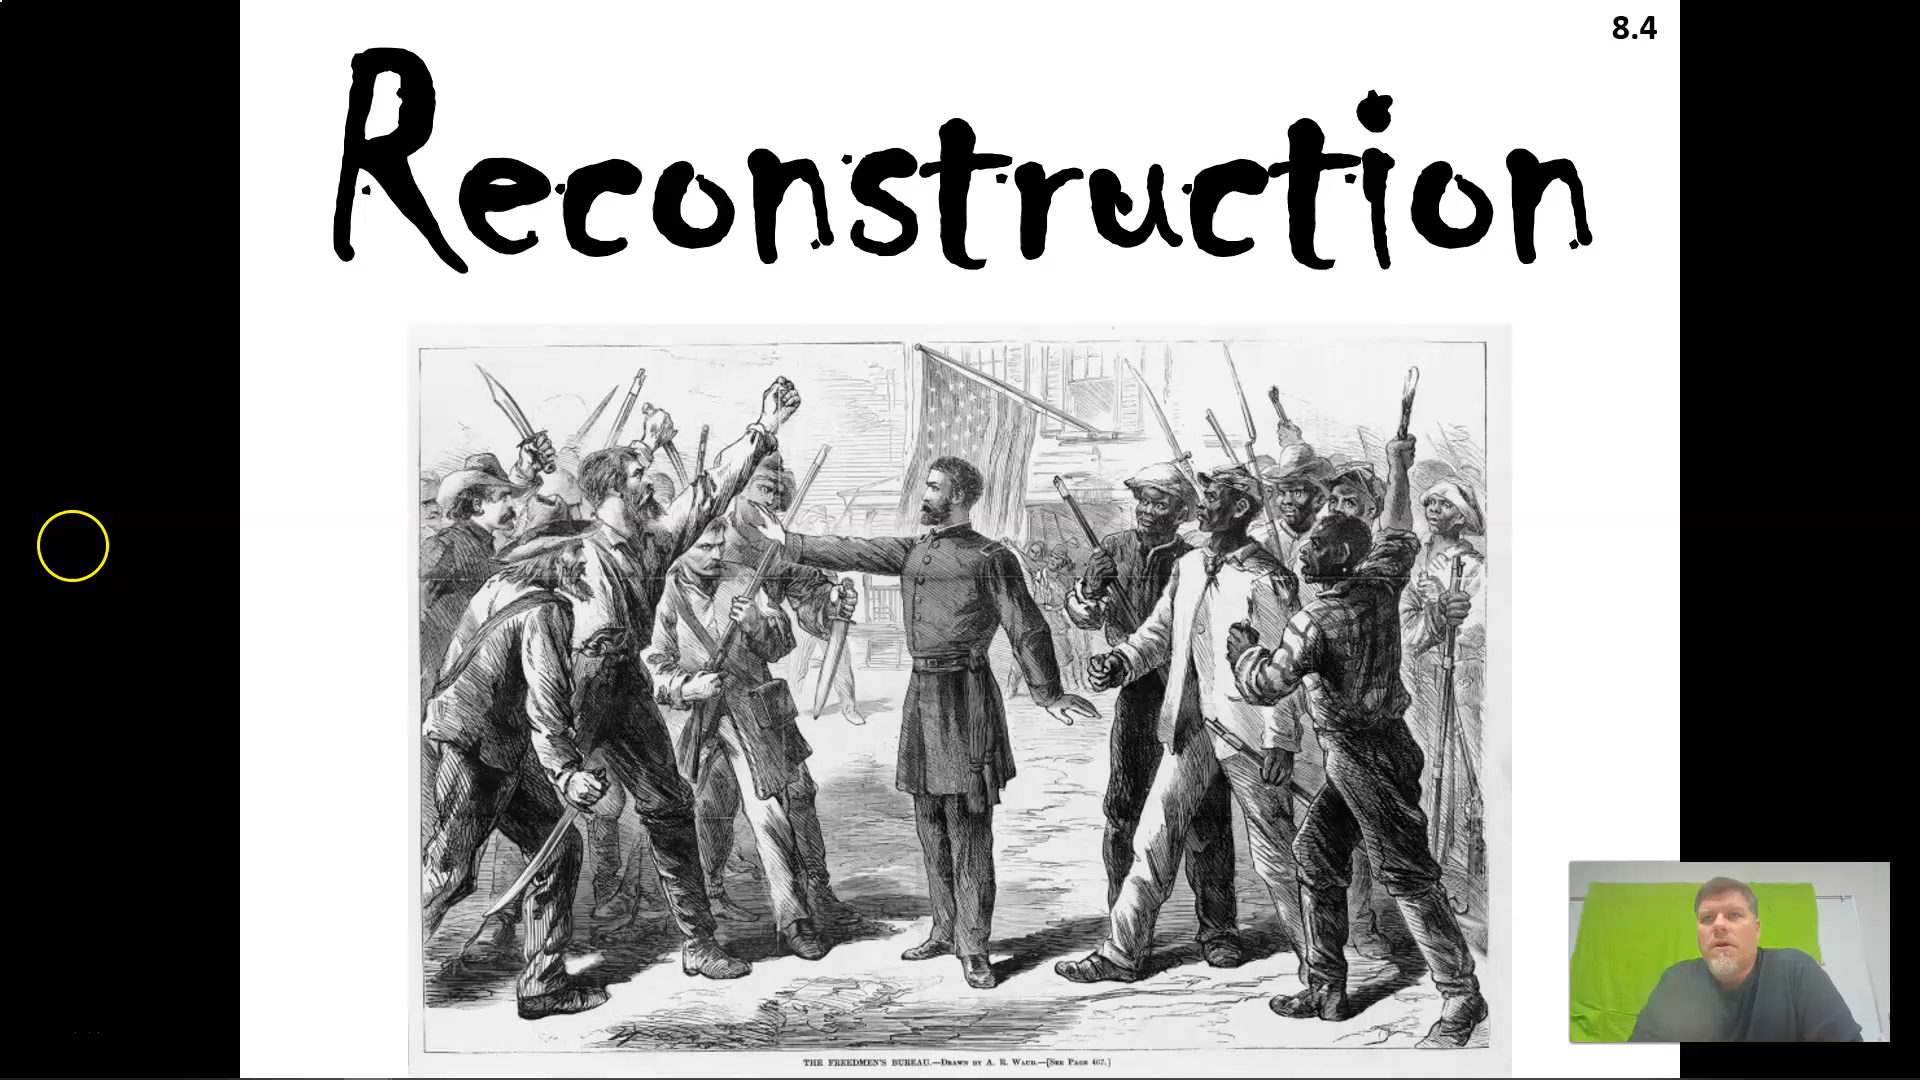 8.4
Reconstruction
THE FREEDMEN'S BUREAU.—Drawn by A. R. Waud.—[See Page 467.]